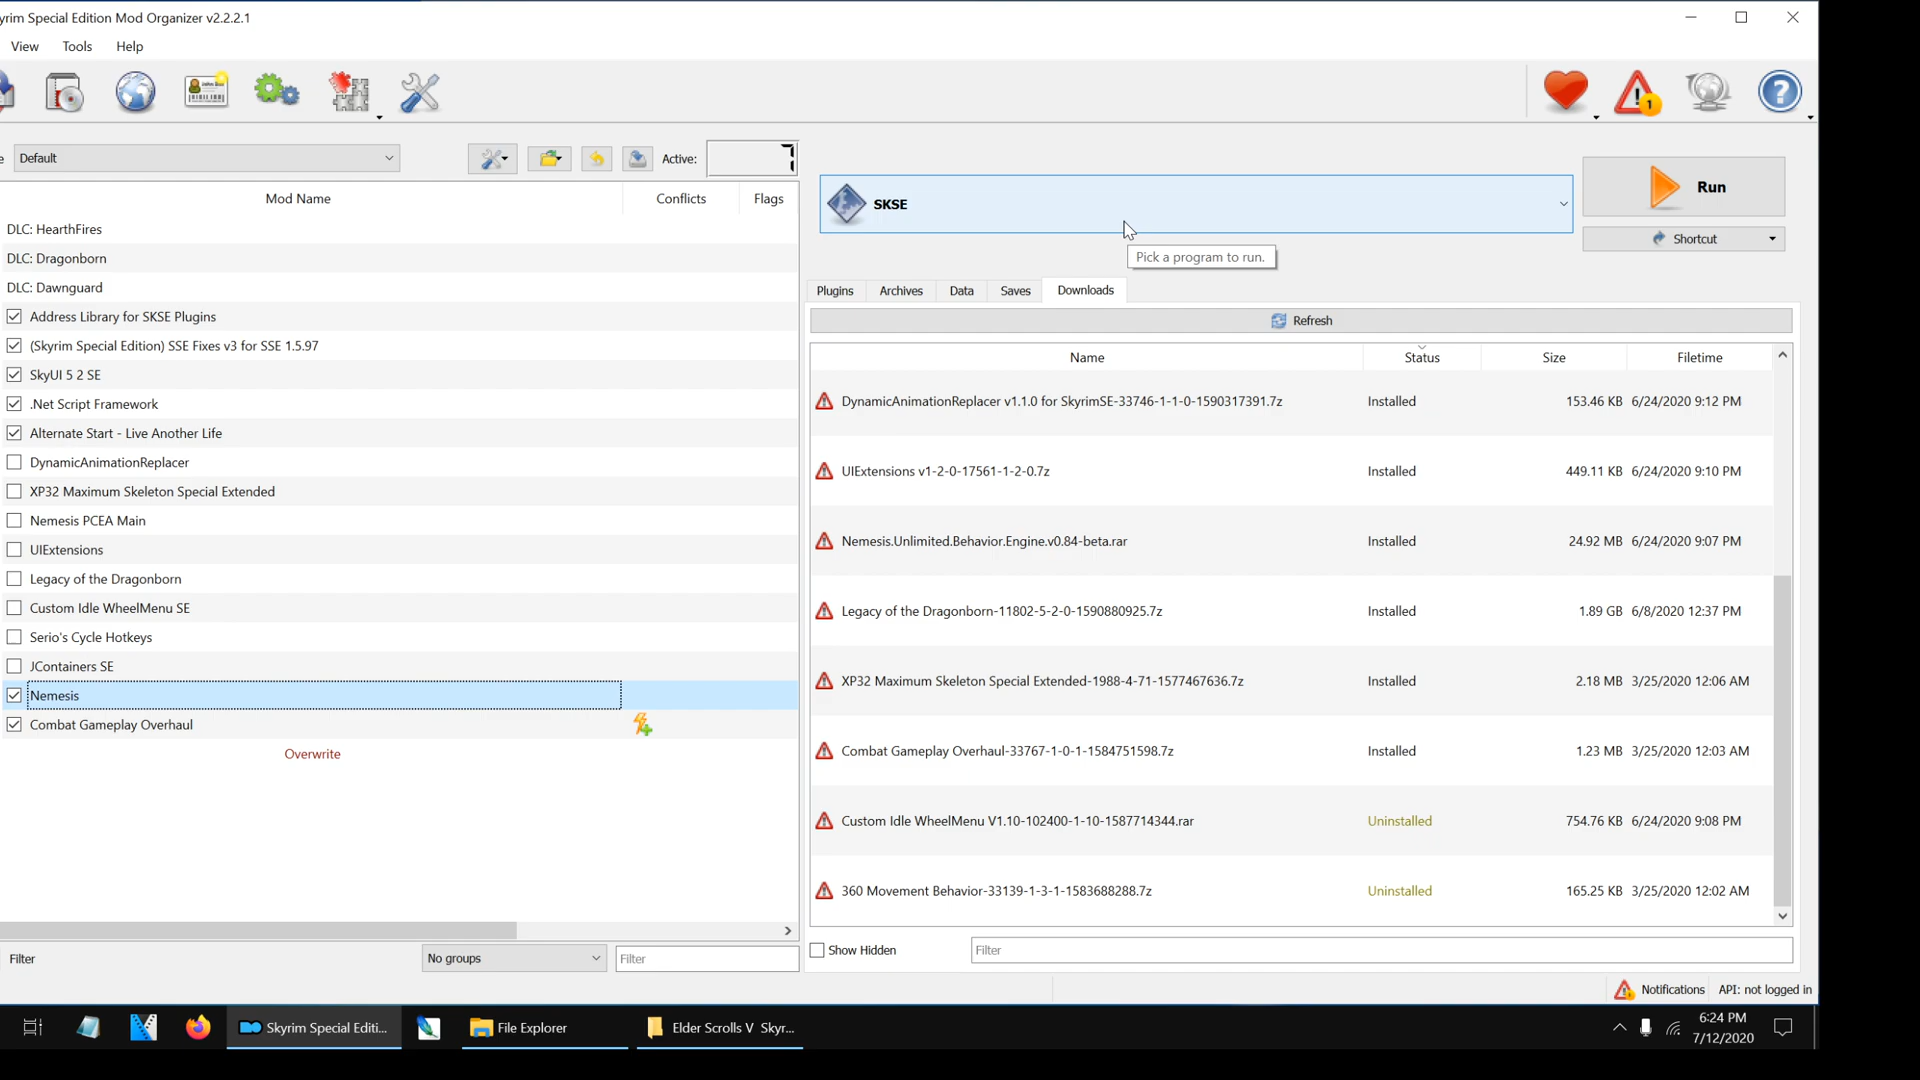 yrim Special Edition Mod Organizer v2.2.2.1
View Tools Help
e Default
Active: 7
Mod Name Conflicts Flags
DLC: HearthFires
DLC: Dragonborn
DLC: Dawnguard
Address Library for SKSE Plugins
(Skyrim Special Edition) SSE Fixes v3 for SSE 1.5.97
SkyUI 5 2 SE
.Net Script Framework
Alternate Start - Live Another Life
DynamicAnimationReplacer
XP32 Maximum Skeleton Special Extended
Nemesis PCEA Main
UIExtensions
Legacy of the Dragonborn
Custom Idle WheelMenu SE
Serio's Cycle Hotkeys
JContainers SE
Nemesis
Combat Gameplay Overhaul
Overwrite
Filter No groups Filter
1
SKSE
Run
Shortcut
Pick a program to run.
Plugins Archives Data Saves Downloads
Refresh
Name Status Size Filetime
DynamicAnimationReplacer v1.1.0 for SkyrimSE-33746-1-1-0-1590317391.7z Installed 153.46 KB 6/24/2020 9:12 PM
UIExtensions v1-2-0-17561-1-2-0.7z Installed 449.11 KB 6/24/2020 9:10 PM
Nemesis.Unlimited.Behavior.Engine.v0.84-beta.rar Installed 24.92 MB 6/24/2020 9:07 PM
Legacy of the Dragonborn-11802-5-2-0-1590880925.7z Installed 1.89 GB 6/8/2020 12:37 PM
XP32 Maximum Skeleton Special Extended-1988-4-71-1577467636.7z Installed 2.18 MB 3/25/2020 12:06 AM
Combat Gameplay Overhaul-33767-1-0-1-1584751598.7z Installed 1.23 MB 3/25/2020 12:03 AM
Custom Idle WheelMenu V1.10-102400-1-10-1587714344.rar Uninstalled 754.76 KB 6/24/2020 9:08 PM
360 Movement Behavior-33139-1-3-1-1583688288.7z Uninstalled 165.25 KB 3/25/2020 12:02 AM
Show Hidden Filter
Notifications API: not logged in
Skyrim Special Editi... File Explorer Elder Scrolls V Skyr... 6:24 PM
7/12/2020